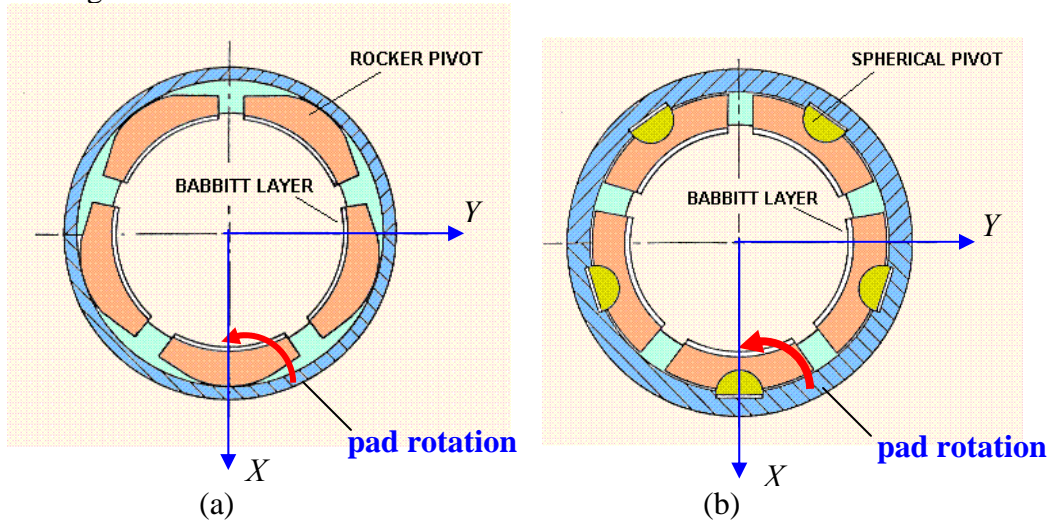 ROCKER PIVOT
BABBITT LAYER
Y
pad rotation
X
(a)
SPHERICAL PIVOT
BABBITT LAYER
Y
pad rotation
X
(b)